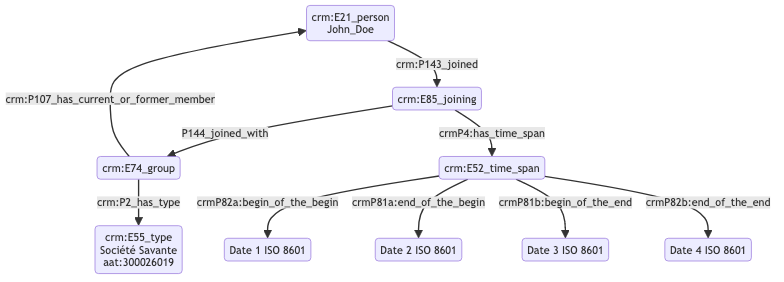 crm:E21_person
John_Doe
crm:P143_joined
crm:P107_has_current_or_former_member
crm:E85_joining
P144_joined_with
crmP4:has_time_span
crm:E74_group
crm:E52_time_span
crm:P2_has_type
crmP82a:begin_of_the_begin
crmP81a:end_of_the_begin
crmP81b:begin_of_the_end
crmP82b:end_of_the_end
crm:E55_type
Société Savante
aat:300026019
Date 1 ISO 8601
Date 2 ISO 8601
Date 3 ISO 8601
Date 4 ISO 8601